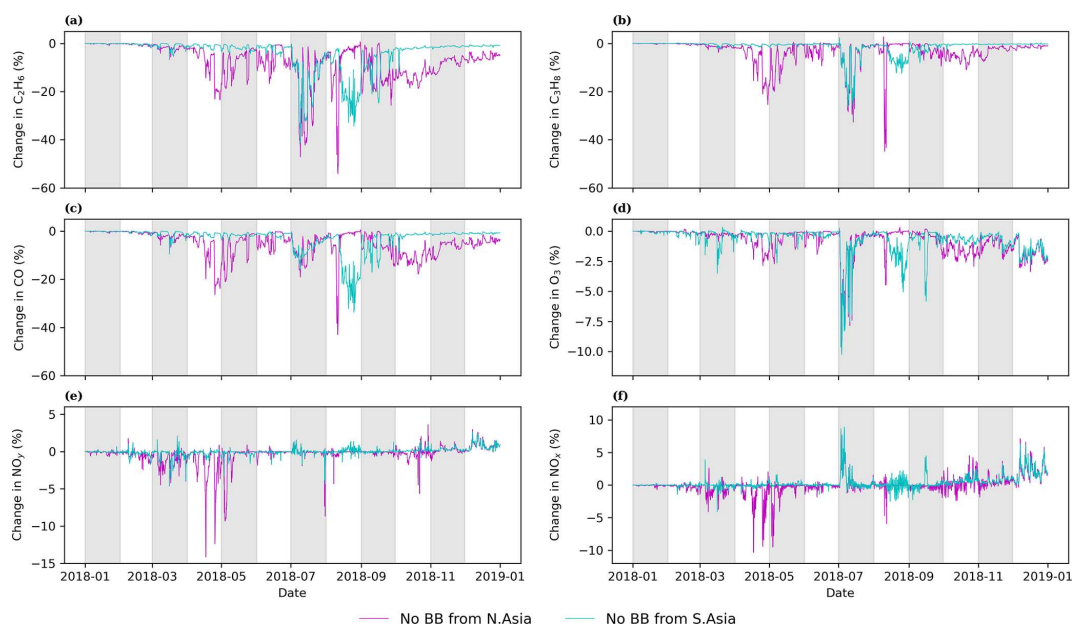 (a)
Change in C₂H₆ (%)
0
−20
−40
−60
(b)
Change in C₃H₈ (%)
0
−20
−40
−60
(c)
Change in CO (%)
0
−20
−40
−60
(d)
Change in O₃ (%)
0.0
−2.5
−5.0
−7.5
−10.0
(e)
Change in NOᵧ (%)
5
0
−5
−10
−15
2018-01 2018-03 2018-05 2018-07 2018-09 2018-11 2019-01
Date
(f)
Change in NOₓ (%)
10
5
0
−5
−10
2018-01 2018-03 2018-05 2018-07 2018-09 2018-11 2019-01
Date
No BB from N.Asia No BB from S.Asia